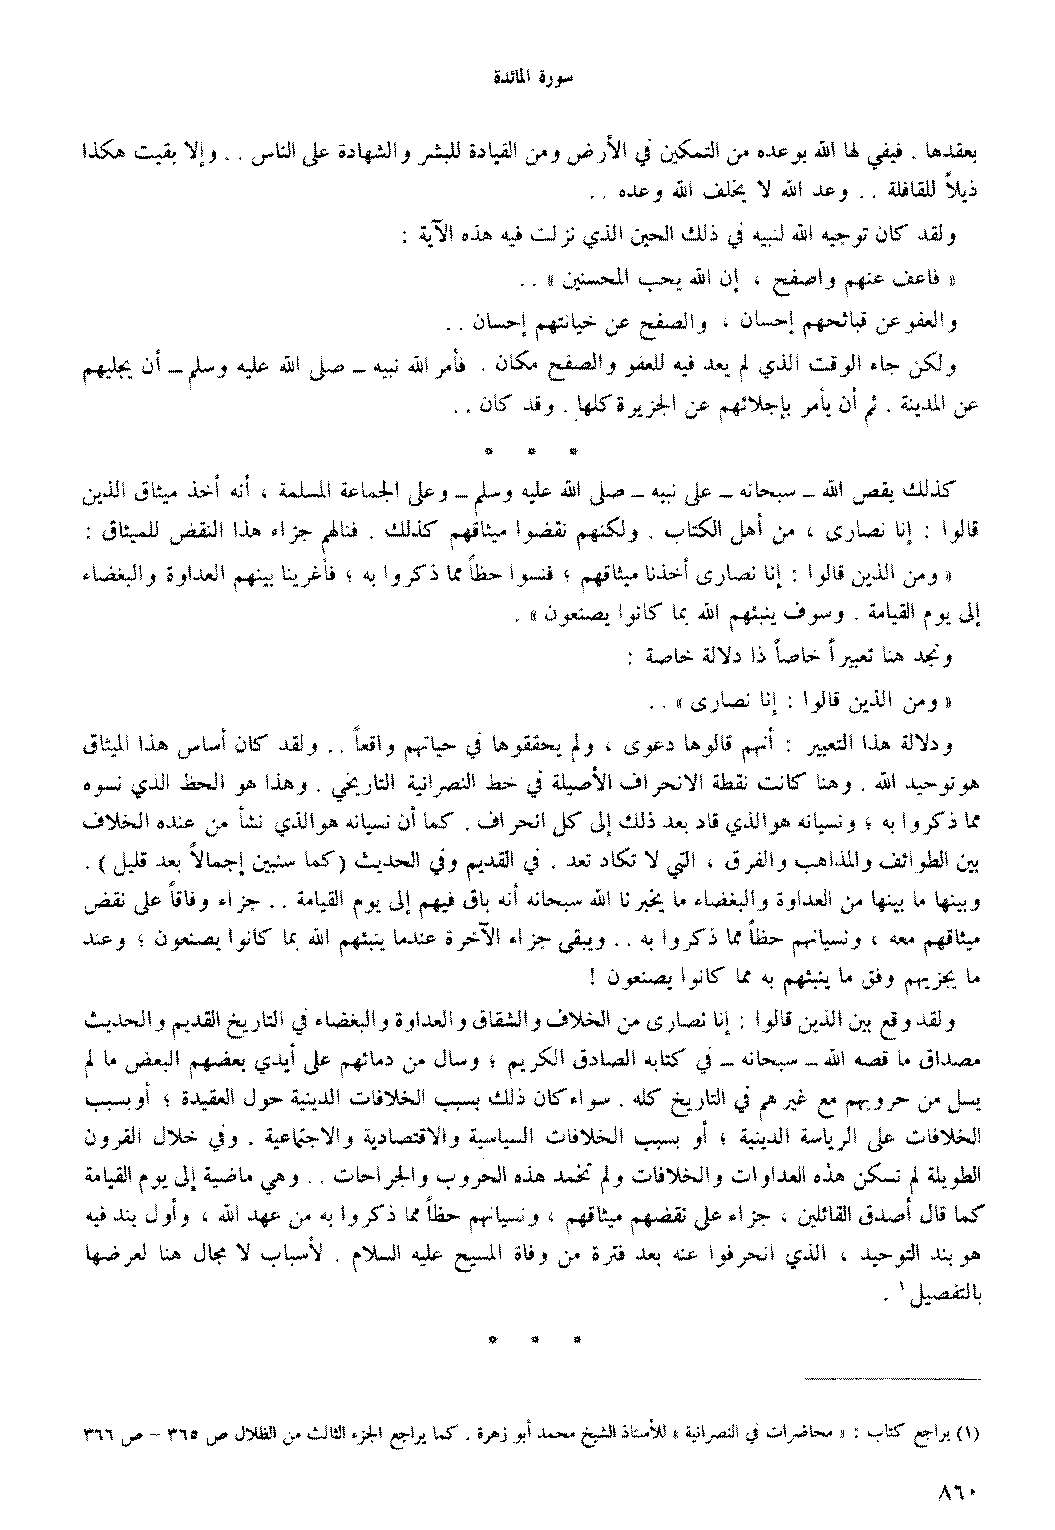 سورة المائدة
بعقدها . فيفي لها الله بوعده من التمكين في الأرض ومن القيادة للبشر والشهادة على الناس . . وإلا بقيت هكذا
ذيلاً للقافلة . . وعد الله لا يخلف الله وعده . .
ولقد كان توجيه الله لنبيه في ذلك الحين الذي نزلت فيه هذه الآية :
« فاعف عنهم واصفح ، إن الله يحب المحسنين » . .
والعفو عن قبائحهم إحسان ، والصفح عن خيانتهم إحسان . .
ولكن جاء الوقت الذي لم يعد فيه للعفو والصفح مكان . فأمر الله نبيه – صلى الله عليه وسلم – أن يجليهم
عن المدينة . ثم أن يأمر بإجلائهم عن الجزيرة كلها . وقد كان . .
* * *
كذلك يقص الله – سبحانه – على نبيه – صلى الله عليه وسلم – وعلى الجماعة المسلمة ، أنه أخذ ميثاق الذين
قالوا : إنا نصارى ، من أهل الكتاب . ولكنهم نقضوا ميثاقهم كذلك . فنالهم جزاء هذا النقض للميثاق :
« ومن الذين قالوا : إنا نصارى أخذنا ميثاقهم ؛ فنسوا حظاً مما ذكروا به ؛ فأغرينا بينهم العداوة والبغضاء
إلى يوم القيامة . وسوف ينبئهم الله بما كانوا يصنعون » .
ونجد هنا تعبيراً خاصاً ذا دلالة خاصة :
« ومن الذين قالوا : إنا نصارى » . .
ودلالة هذا التعبير : أنهم قالوها دعوى ، ولم يحققوها في حياتهم واقعاً . . ولقد كان أساس هذا الميثاق
هو توحيد الله . وهنا كانت نقطة الانحراف الأصيلة في خط النصرانية التاريخي . وهذا هو الحظ الذي نسوه
مما ذكروا به ؛ ونسيانه هو الذي قاد بعد ذلك إلى كل انحراف . كما أن نسيانه هو الذي نشأ من عنده الخلاف
بين الطوائف والمذاهب والفرق ، التي لا تكاد تعد . في القديم وفي الحديث (كما سنبين إجمالاً بعد قليل) .
وبينها ما بينها من العداوة والبغضاء ما يخبرنا الله سبحانه أنه باق فيهم إلى يوم القيامة . . جزاء وفاقاً على نقض
ميثاقهم معه ، ونسيانهم حظاً مما ذكروا به . . ويبقى جزاء الآخرة عندما ينبئهم الله بما كانوا يصنعون ؛ وعند
ما يجزيهم وفق ما ينبئهم به مما كانوا يصنعون !
ولقد وقع بين الذين قالوا : إنا نصارى من الخلاف والشقاق والعداوة والبغضاء في التاريخ القديم والحديث
مصداق ما قصه الله – سبحانه – في كتابه الصادق الكريم ؛ وسال من دمائهم على أيدي بعضهم البعض ما لم
يسل من حروبهم مع غيرهم في التاريخ كله . سواء كان ذلك بسبب الخلافات الدينية حول العقيدة ؛ أو بسبب
الخلافات على الرياسة الدينية ؛ أو بسبب الخلافات السياسية والاقتصادية والاجتماعية . وفي خلال القرون
الطويلة لم تسكن هذه العداوات والخلافات ولم تخمد هذه الحروب والجراحات . . وهي ماضية إلى يوم القيامة
كما قال أصدق القائلين ، جزاء على نقضهم ميثاقهم ، ونسيانهم حظاً مما ذكروا به من عهد الله ، وأول بند فيه
هو بند التوحيد ، الذي انحرفوا عنه بعد فترة من وفاة المسيح عليه السلام . لأسباب لا مجال هنا لعرضها
بالتفصيل ١ .
* * *
(١) يراجع كتاب : « محاضرات في النصرانية » للأستاذ الشيخ محمد أبو زهرة . كما يراجع الجزء الثالث من الظلال ص ٣٦٥ – ص ٣٦٦
٨٦٠